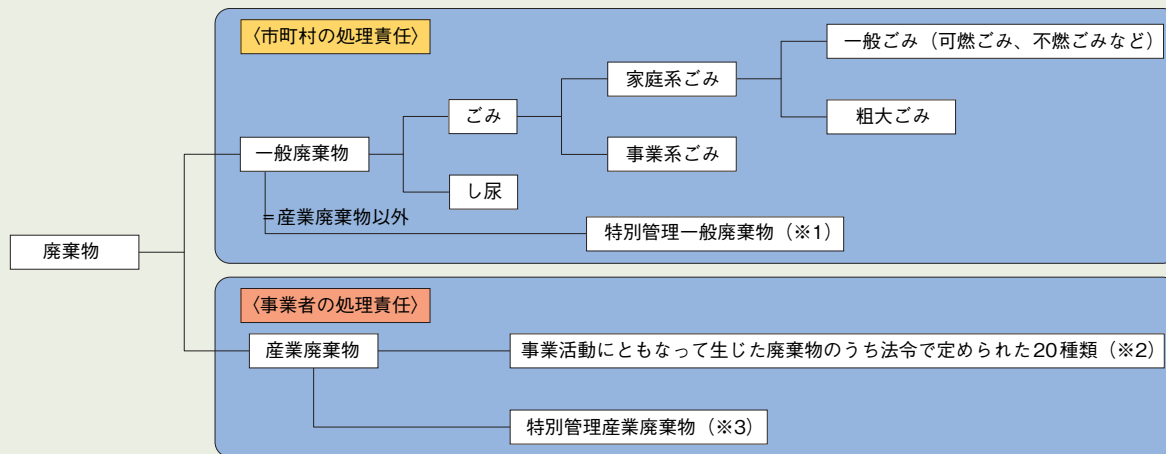 〈市町村の処理責任〉
一般ごみ（可燃ごみ、不燃ごみなど）
家庭系ごみ
ごみ
粗大ごみ
一般廃棄物
事業系ごみ
し尿
＝産業廃棄物以外
特別管理一般廃棄物（※1）
廃棄物
〈事業者の処理責任〉
産業廃棄物
事業活動にともなって生じた廃棄物のうち法令で定められた20種類（※2）
特別管理産業廃棄物（※3）